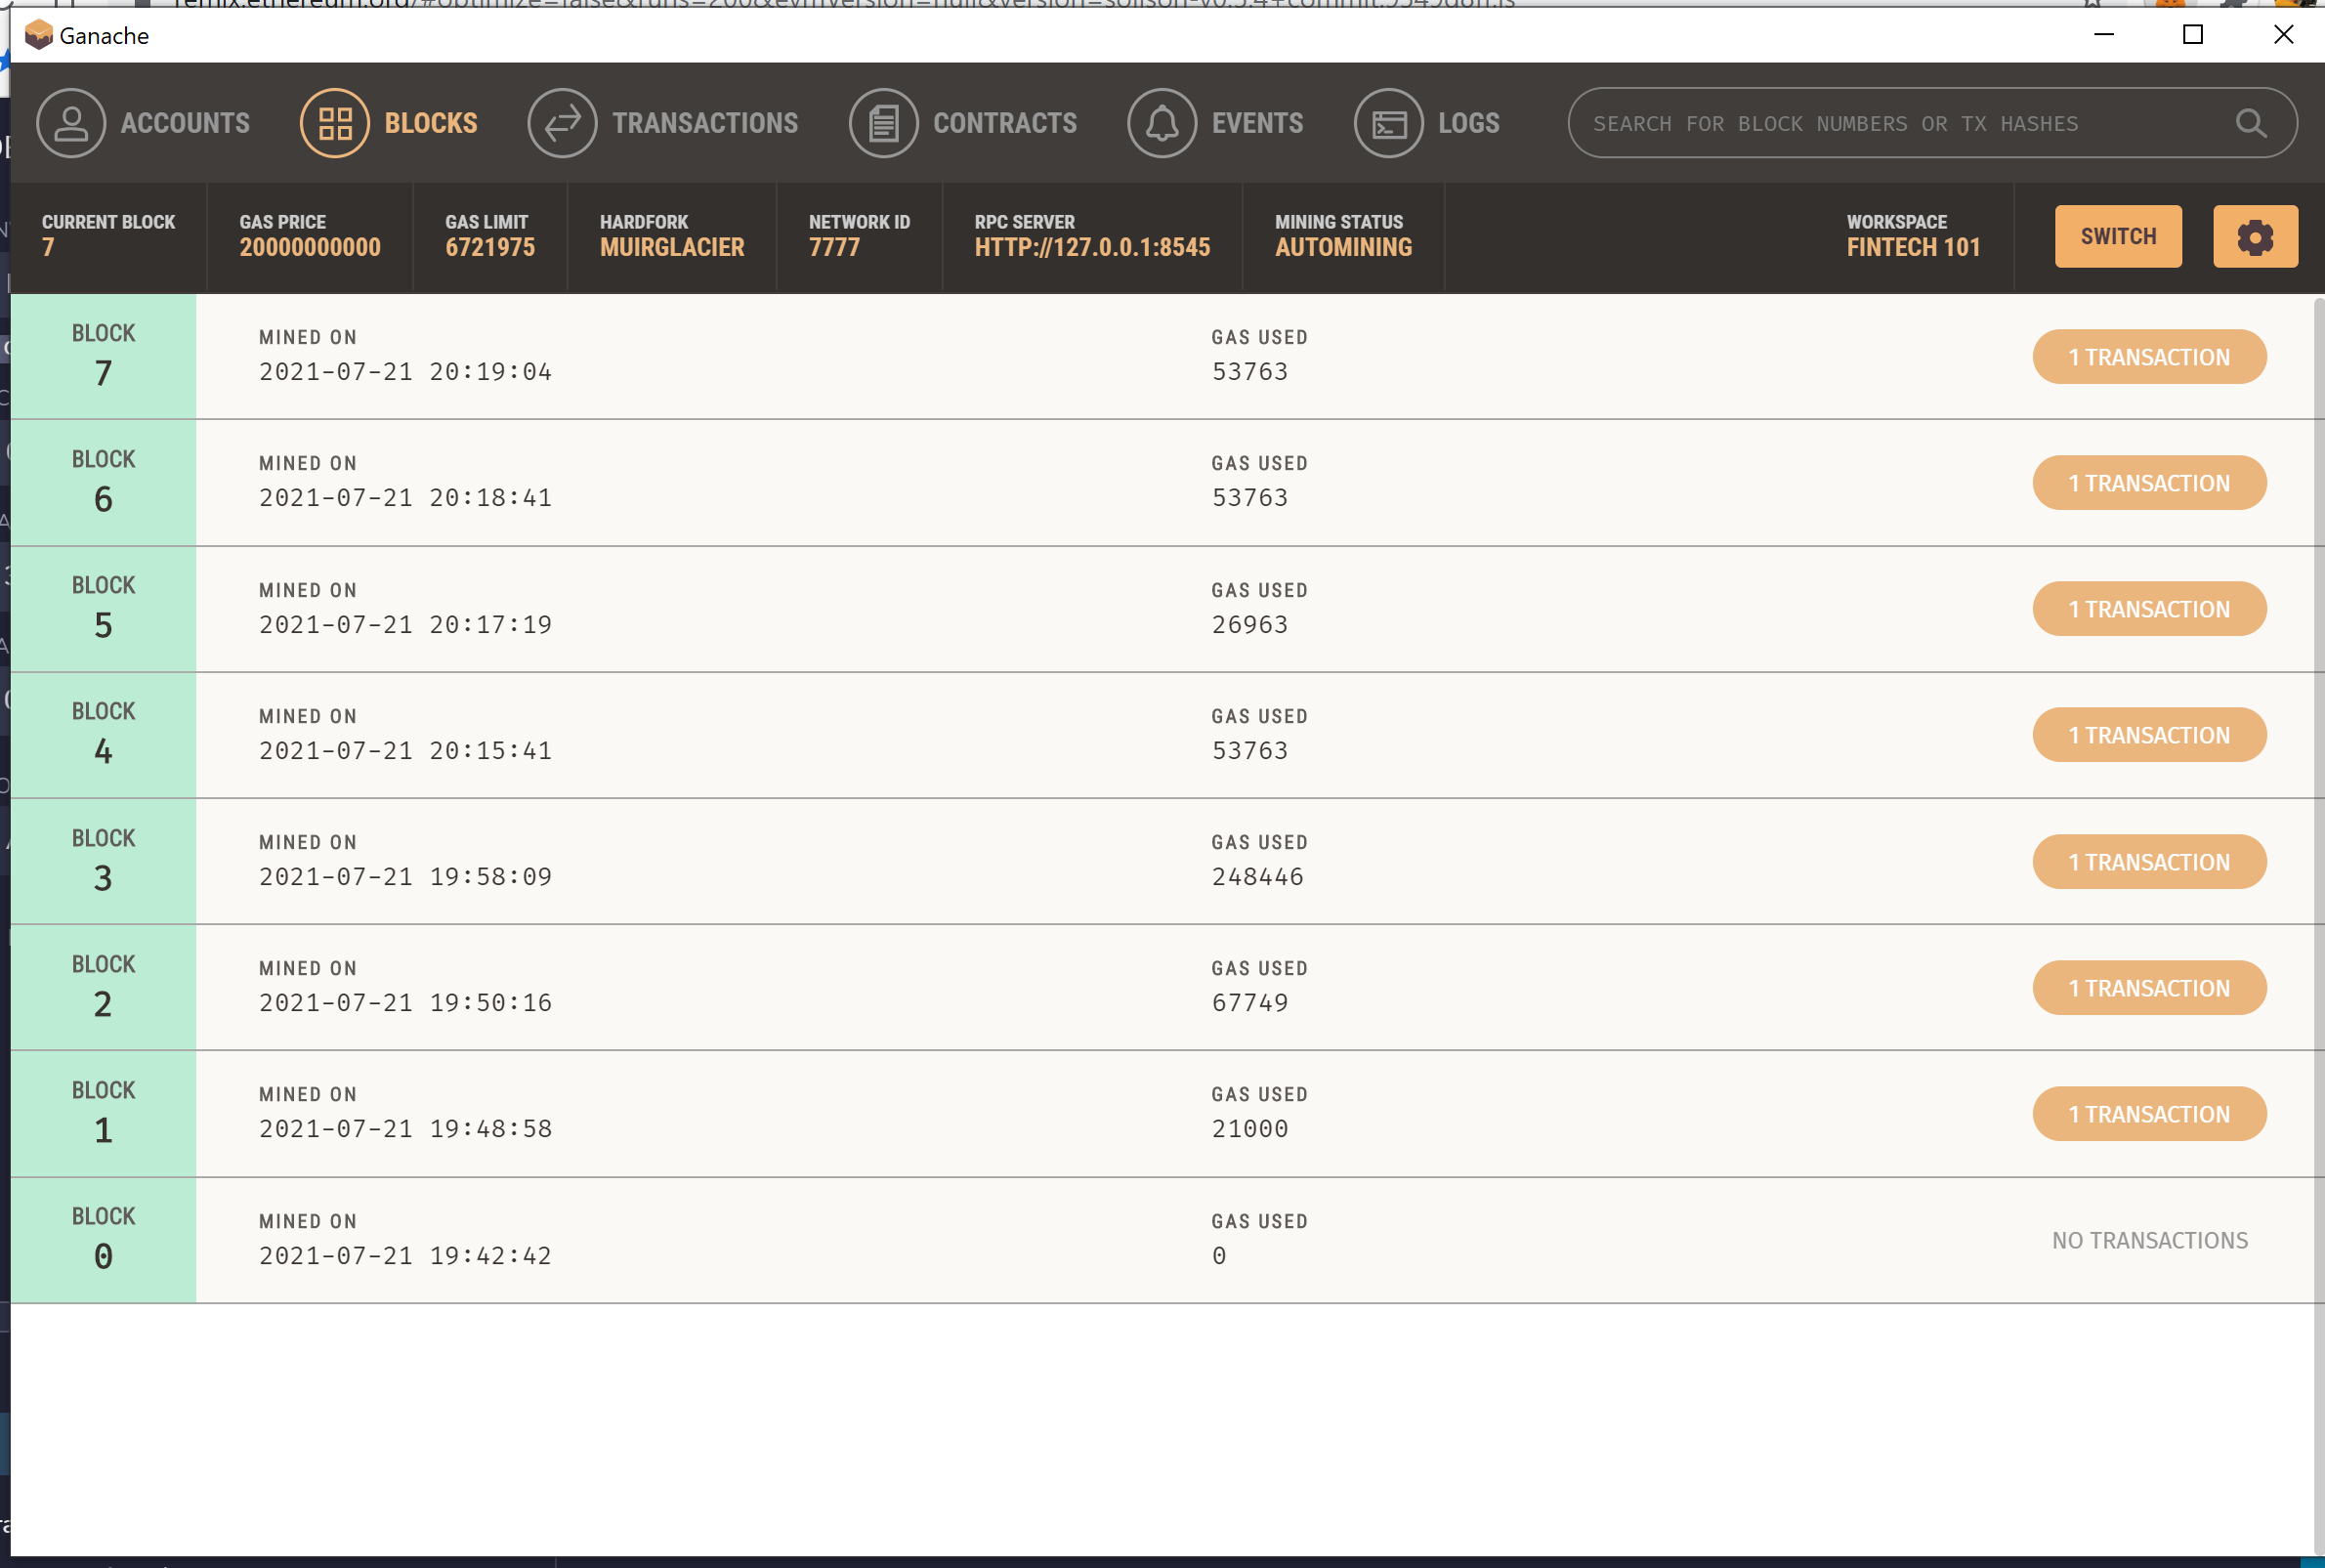 Ganache
ACCOUNTS BLOCKS TRANSACTIONS CONTRACTS EVENTS LOGS SEARCH FOR BLOCK NUMBERS OR TX HASHES
CURRENT BLOCK GAS PRICE GAS LIMIT HARDFORK NETWORK ID RPC SERVER MINING STATUS WORKSPACE
7 20000000000 6721975 MUIRGLACIER 7777 HTTP://127.0.0.1:8545 AUTOMINING FINTECH 101 SWITCH
BLOCK MINED ON GAS USED
7 2021-07-21 20:19:04 53763 1 TRANSACTION
BLOCK MINED ON GAS USED
6 2021-07-21 20:18:41 53763 1 TRANSACTION
BLOCK MINED ON GAS USED
5 2021-07-21 20:17:19 26963 1 TRANSACTION
BLOCK MINED ON GAS USED
4 2021-07-21 20:15:41 53763 1 TRANSACTION
BLOCK MINED ON GAS USED
3 2021-07-21 19:58:09 248446 1 TRANSACTION
BLOCK MINED ON GAS USED
2 2021-07-21 19:50:16 67749 1 TRANSACTION
BLOCK MINED ON GAS USED
1 2021-07-21 19:48:58 21000 1 TRANSACTION
BLOCK MINED ON GAS USED
0 2021-07-21 19:42:42 0 NO TRANSACTIONS